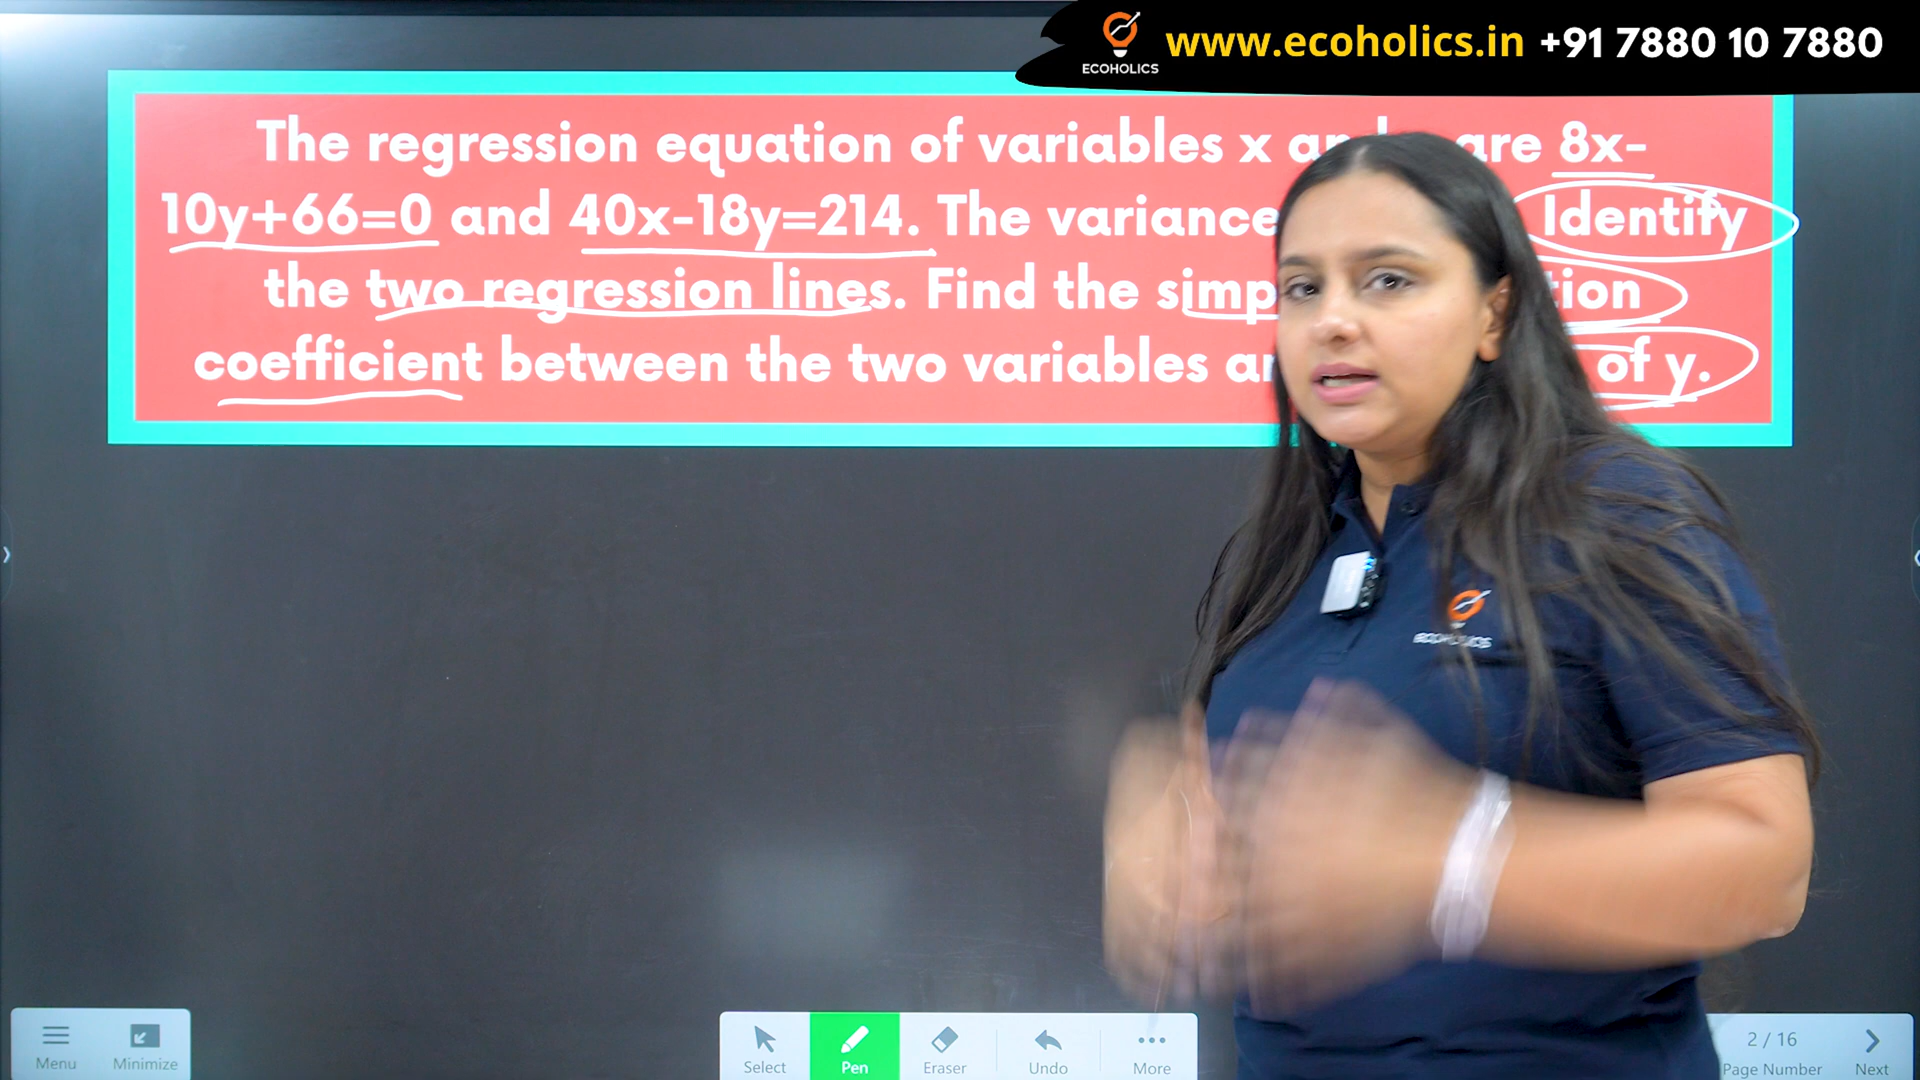 www.ecoholics.in +91 7880 10 7880
ECOHOLICS
The regression equation of variables x are 8x-
10y+66=0 and 40x-18y=214. The variance Identify
the two regression lines. Find the
coefficient between the two variables of y.
ECOHOLICS
Menu Minimize
Select Pen Eraser Undo More
2 / 16
Page Number Next